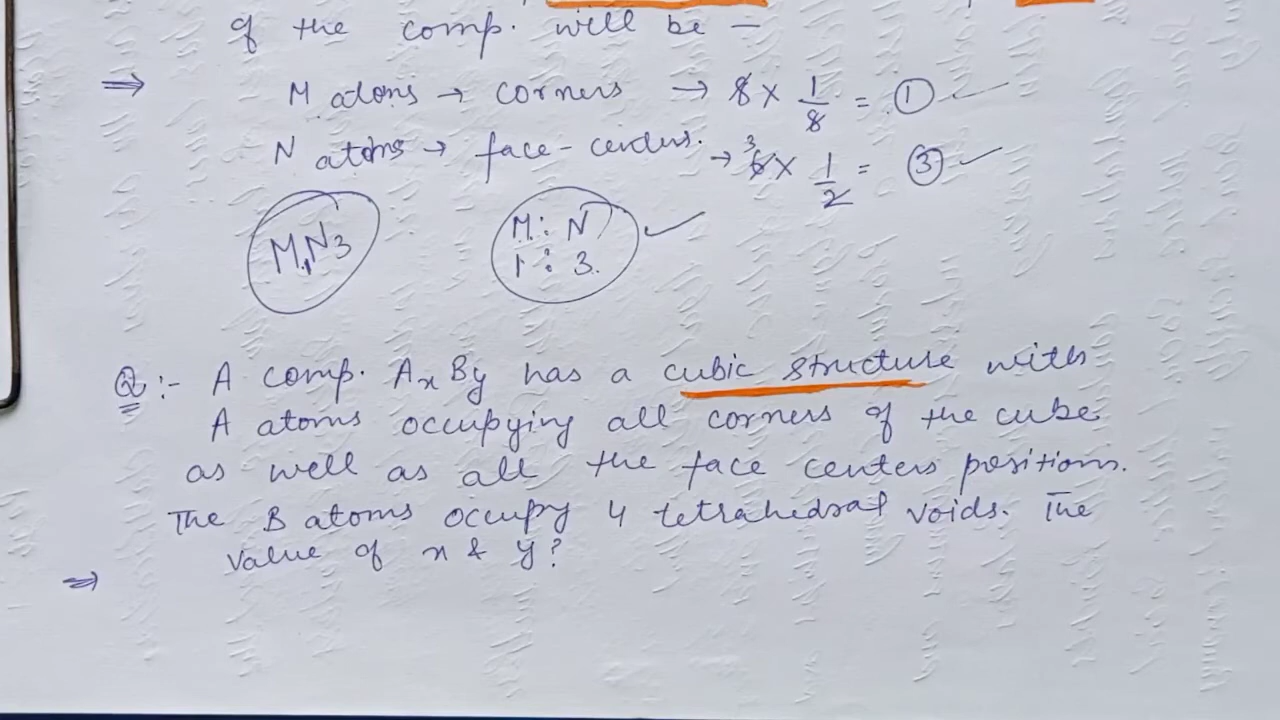 of the comp. will be -
⇒ M atoms → corners → 8 × 1/8 = 1
N atoms → face-centers. → 3 6 × 1/2 = 3
M1N3 M : N
1 : 3.
Q :- A comp. AxBy has a cubic structure with
A atoms occupying all corners of the cube
as well as all the face centers positions.
The B atoms occupy 4 tetrahedral voids. The
value of x & y?
⇒